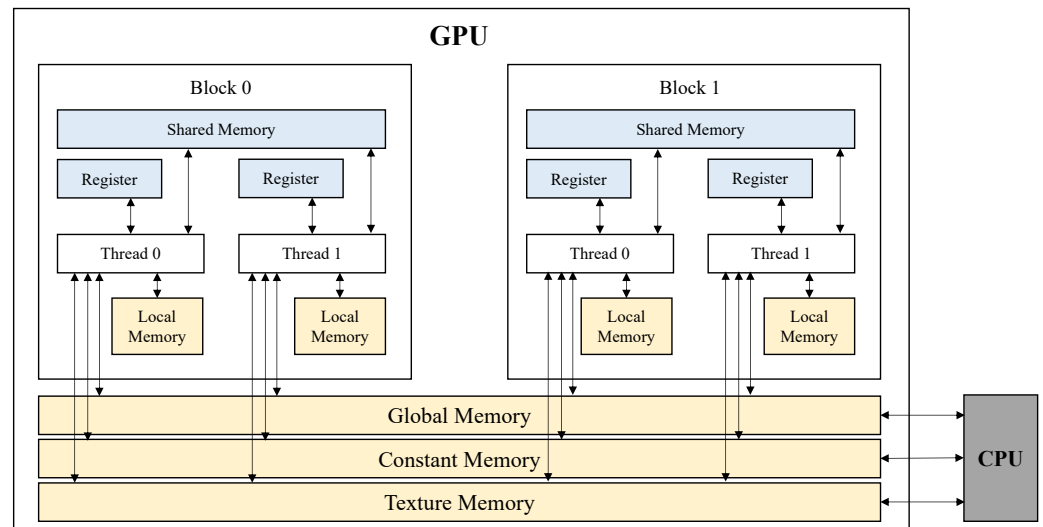 GPU
Block 0
Shared Memory
Register
Register
Thread 0
Thread 1
Local
Memory
Local
Memory
Block 1
Shared Memory
Register
Register
Thread 0
Thread 1
Local
Memory
Local
Memory
Global Memory
Constant Memory
Texture Memory
CPU